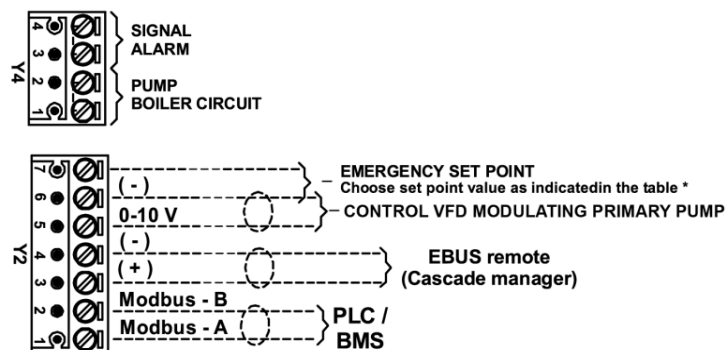 4
3
2
1
Y4
SIGNAL
ALARM
PUMP
BOILER CIRCUIT
7
6
5
4
3
2
1
Y2
EMERGENCY SET POINT
Choose set point value as indicatedin the table *
( - )
0-10 V
CONTROL VFD MODULATING PRIMARY PUMP
( - )
( + )
EBUS remote
(Cascade manager)
Modbus - B
Modbus - A
PLC /
BMS